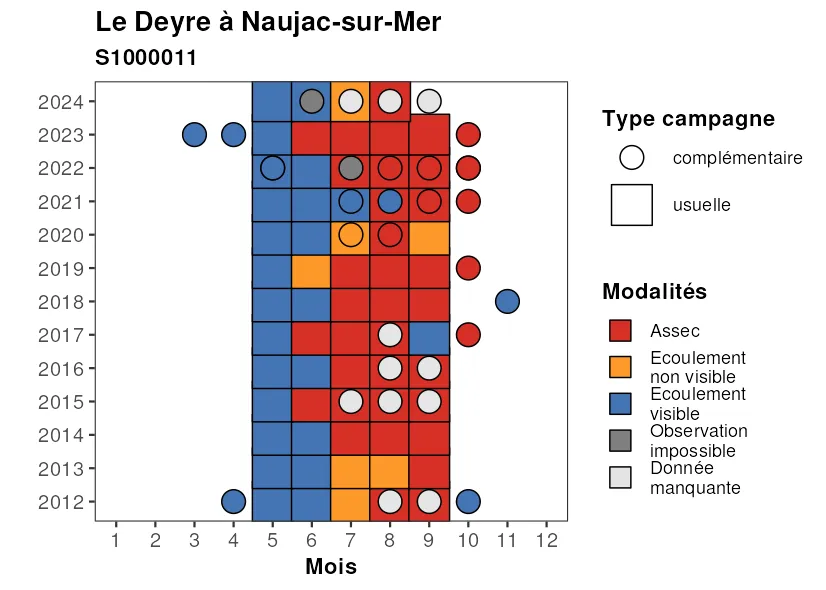 Le Deyre à Naujac-sur-Mer
S1000011
2024
2023
2022
2021
2020
2019
2018
2017
2016
2015
2014
2013
2012
1 2 3 4 5 6 7 8 9 10 11 12
Mois
Type campagne
complémentaire
usuelle
Modalités
Assec
Ecoulement
non visible
Ecoulement
visible
Observation
impossible
Donnée
manquante